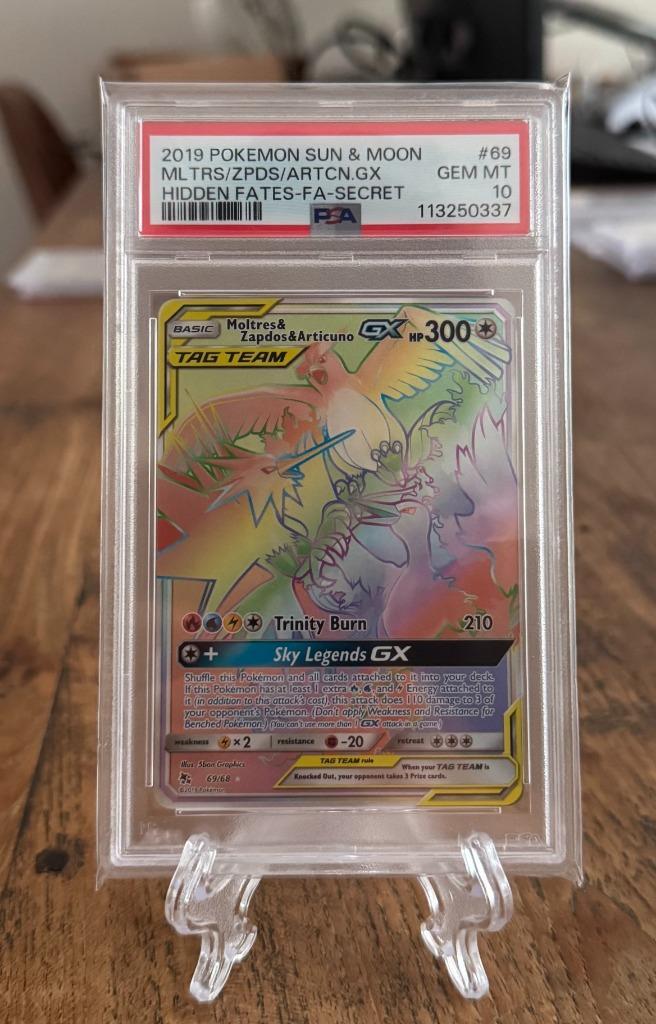 2019 POKEMON SUN & MOON #69
MLTRS/ZPDS/ARTCN.GX GEM MT
HIDDEN FATES-FA-SECRET 10
PSA 113250337
BASIC Moltres& Zapdos&Articuno GX HP300
TAG TEAM
Trinity Burn 210
+ Sky Legends GX
Shuffle this Pokémon and all cards attached to it into your deck.
If this Pokémon has at least 1 extra , , and Energy attached to
it (in addition to this attack's cost), this attack does 110 damage to 3 of
your opponent's Pokémon. (Don't apply Weakness and Resistance for
Benched Pokémon.) (You can't use more than 1 GX attack in a game.)
weakness ×2 resistance -20 retreat
Illus. 5ban Graphics
TAG TEAM rule When your TAG TEAM is
Knocked Out, your opponent takes 3 Prize cards.
69/68
©2019 Pokémon